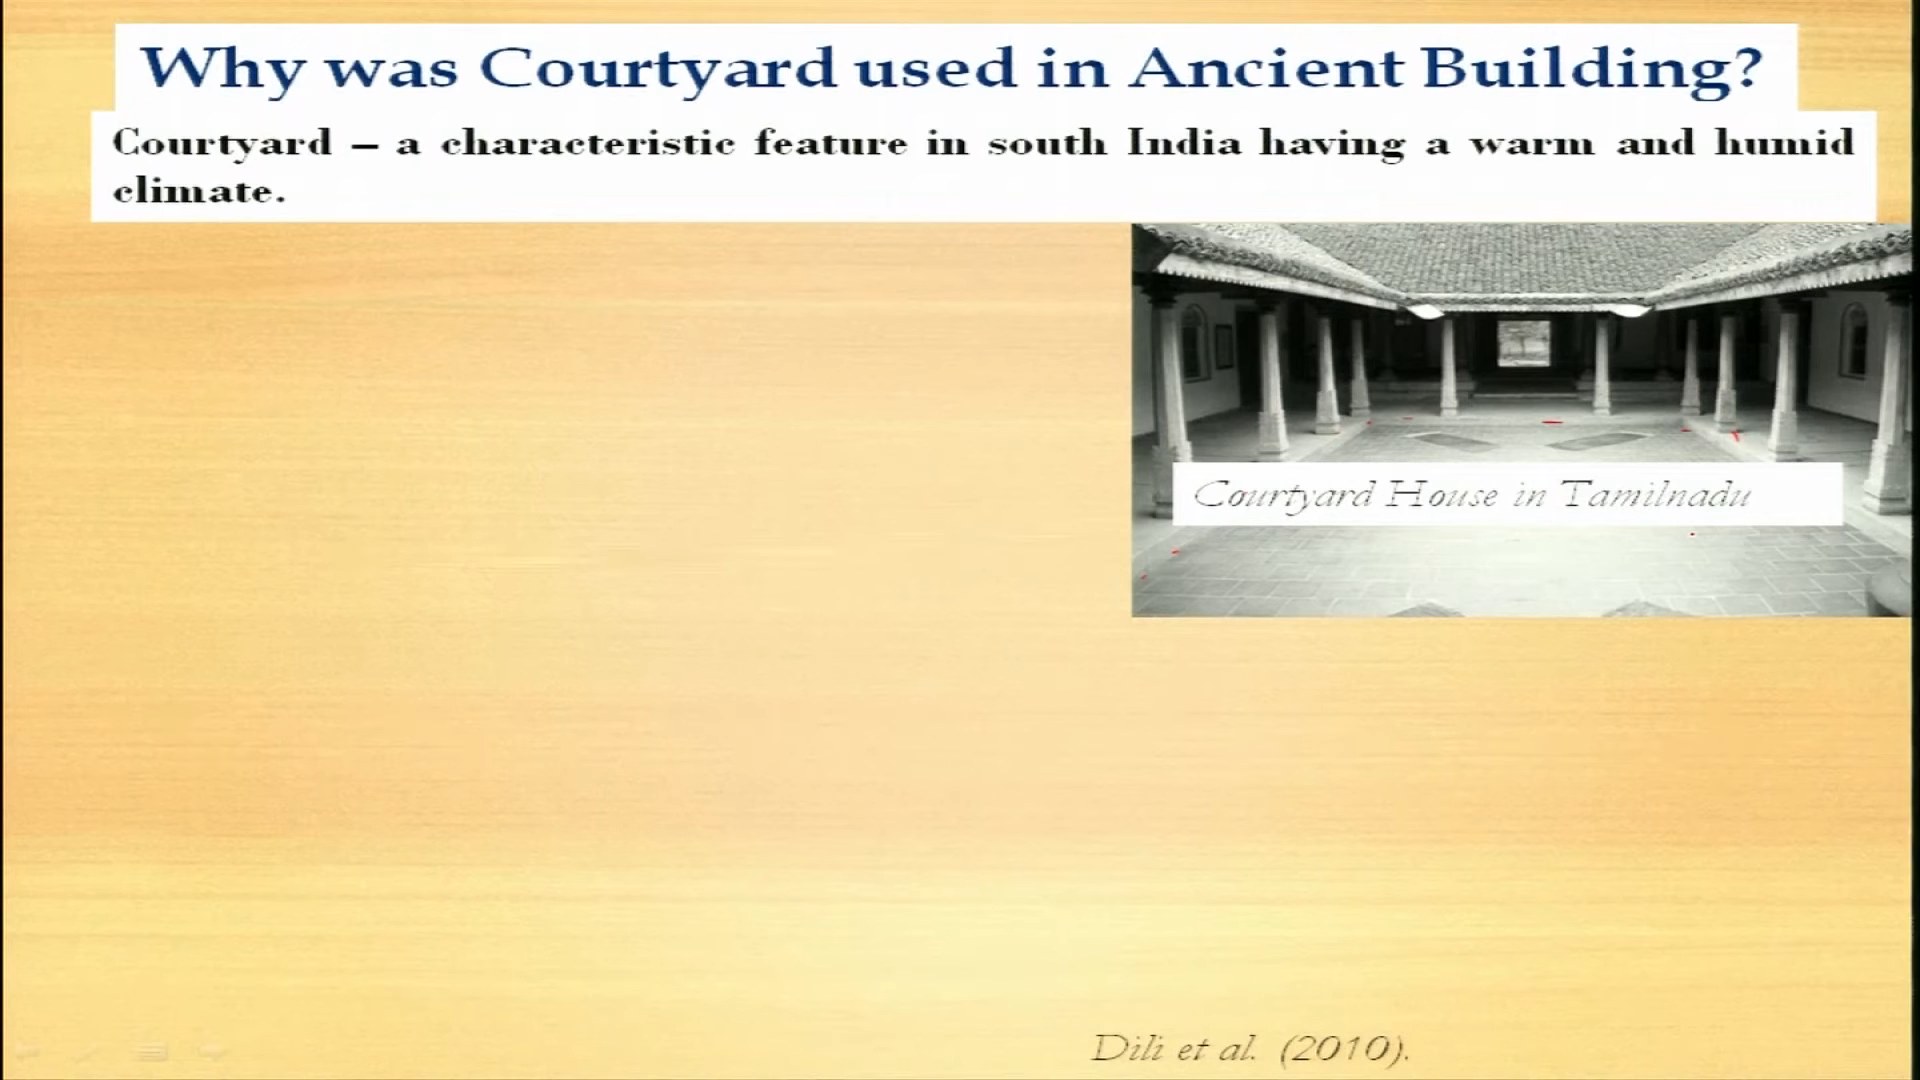 Why was Courtyard used in Ancient Building?
Courtyard – a characteristic feature in south India having a warm and humid
climate.
Courtyard House in Tamilnadu
Dili et al. (2010).